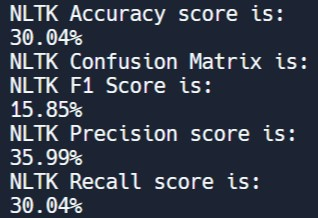 NLTK Accuracy score is:
30.04%
NLTK Confusion Matrix is:
NLTK F1 Score is:
15.85%
NLTK Precision score is:
35.99%
NLTK Recall score is:
30.04%